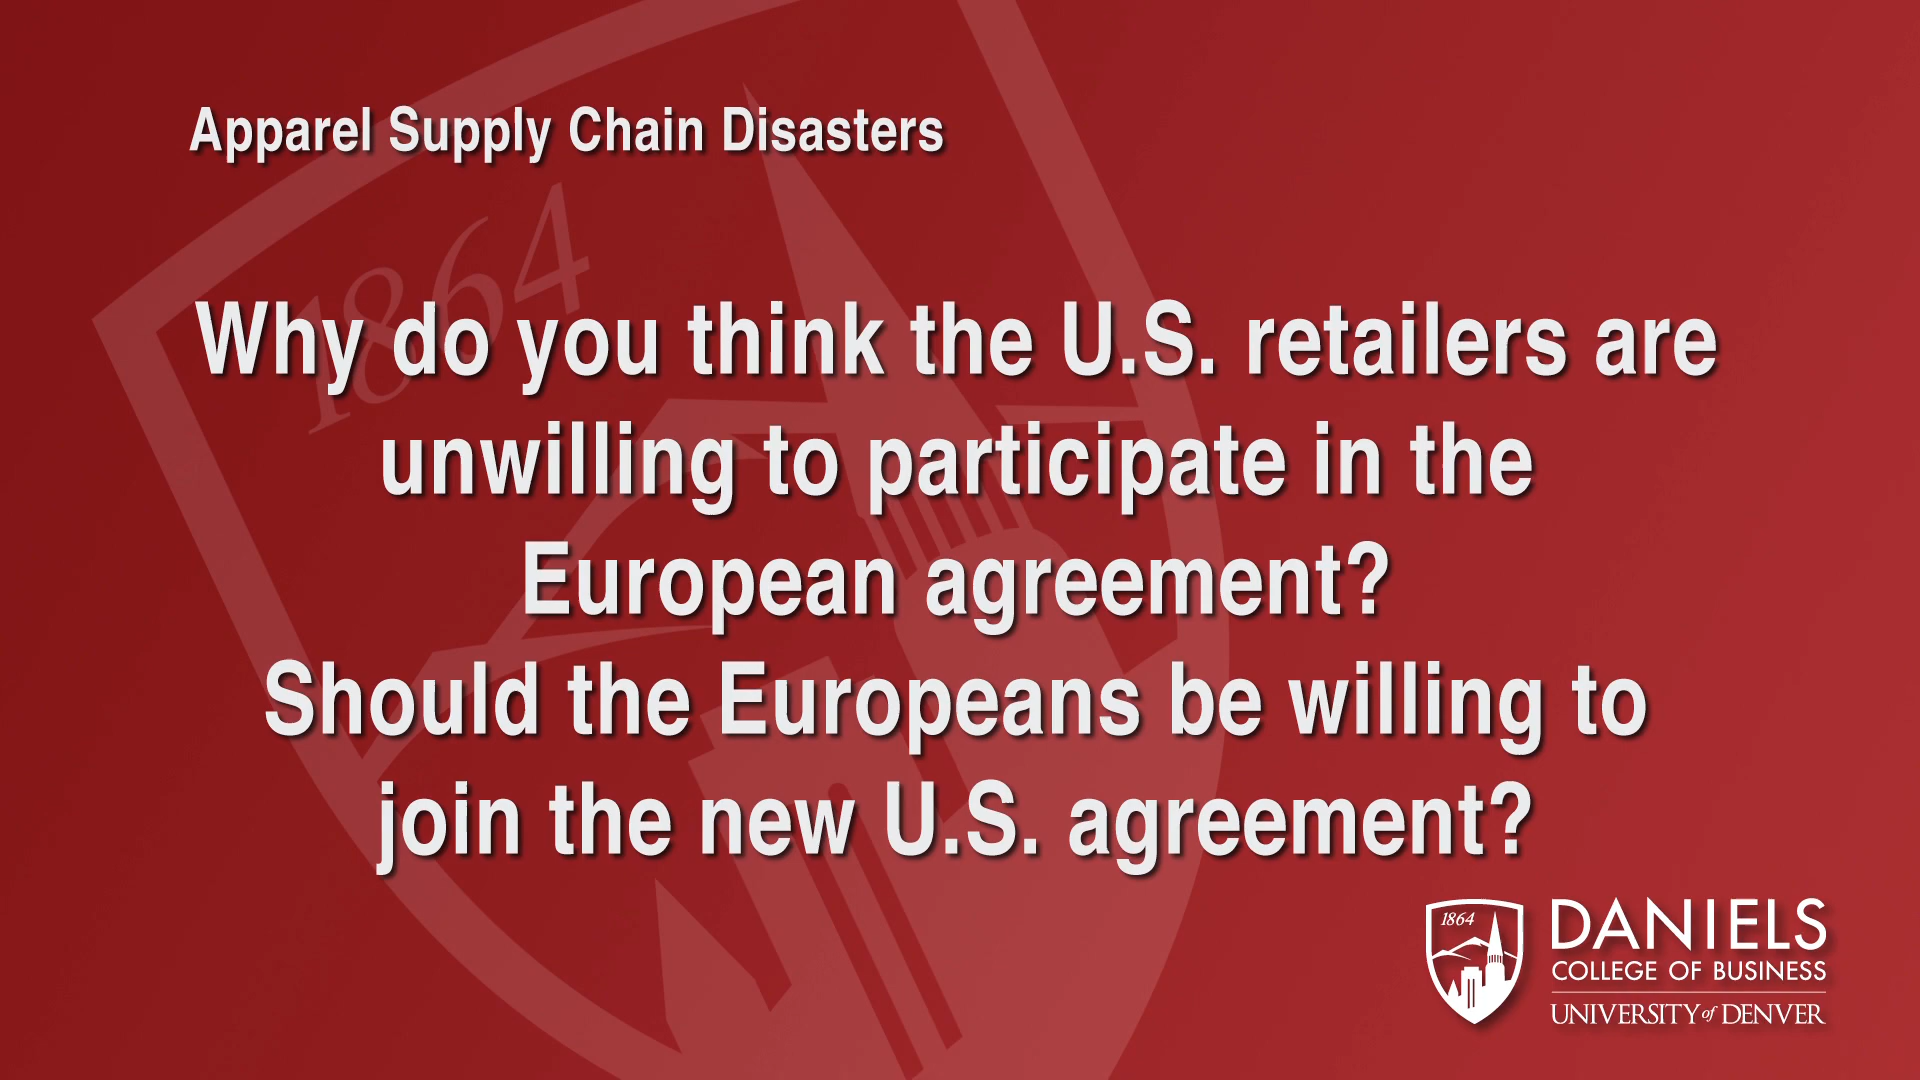 Apparel Supply Chain Disasters
1864
Why do you think the U.S. retailers are
unwilling to participate in the
European agreement?
Should the Europeans be willing to
join the new U.S. agreement?
1864
DANIELS
COLLEGE OF BUSINESS
UNIVERSITY of DENVER